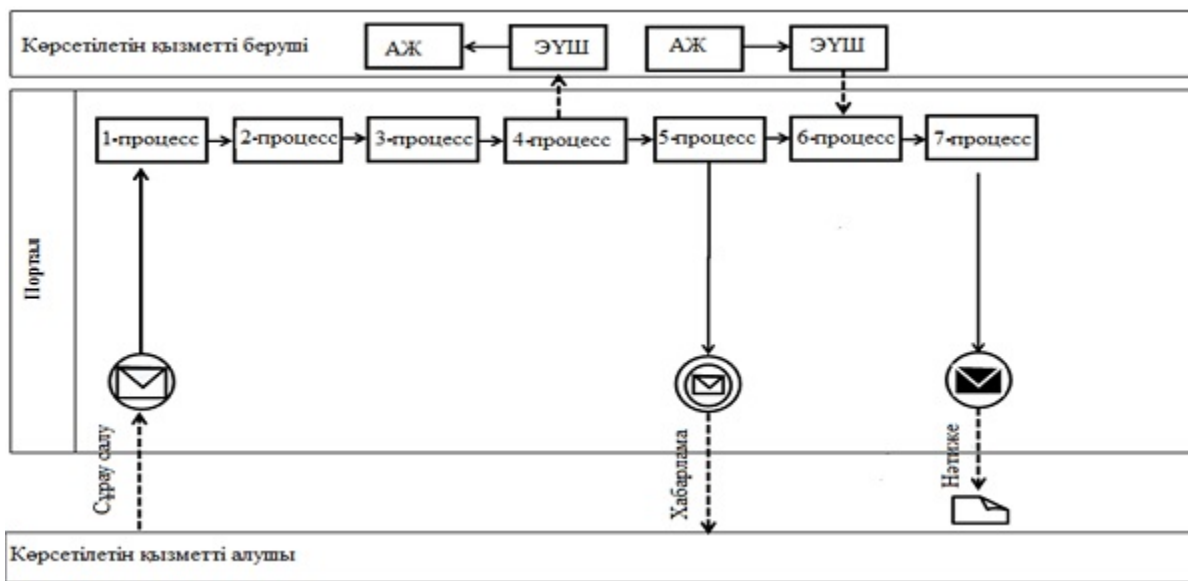 Көрсетілетін қызметті беруші
АЖ
ЭҮШ
АЖ
ЭҮШ
Портал
1-процесс
2-процесс
3-процесс
4-процесс
5-процесс
6-процесс
7-процесс
Сұрау салу
Хабарлама
Нәтиже
Көрсетілетін қызметті алушы